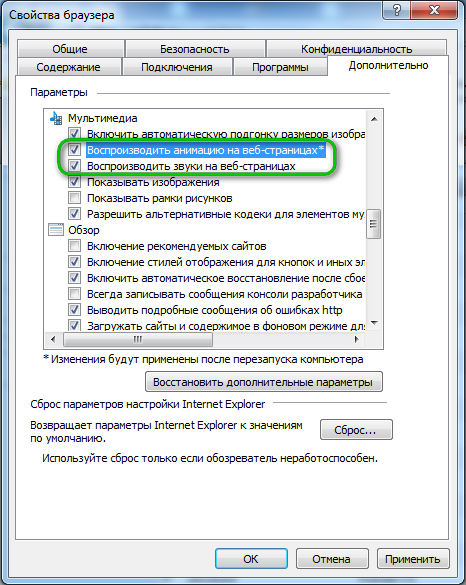 Свойства браузера
Общие
Безопасность
Конфиденциальность
Содержание
Подключения
Программы
Дополнительно
Параметры
Мультимедиа
Включить автоматическую подгонку размеров изобра
Воспроизводить анимацию на веб-страницах*
Воспроизводить звуки на веб-страницах
Показывать изображения
Показывать рамки рисунков
Разрешить альтернативные кодеки для элементов му
Обзор
Включение рекомендуемых сайтов
Включение стилей отображения для кнопок и иных эл
Включить автоматическое восстановление после сбое
Всегда записывать сообщения консоли разработчика
Выводить подробные сообщения об ошибках http
Загружать сайты и содержимое в фоновом режиме для
*Изменения будут применены после перезапуска компьютера
Восстановить дополнительные параметры
Сброс параметров настройки Internet Explorer
Возвращает параметры Internet Explorer к значениям
по умолчанию.
Сброс...
Используйте сброс только если обозреватель неработоспособен.
ОК
Отмена
Применить